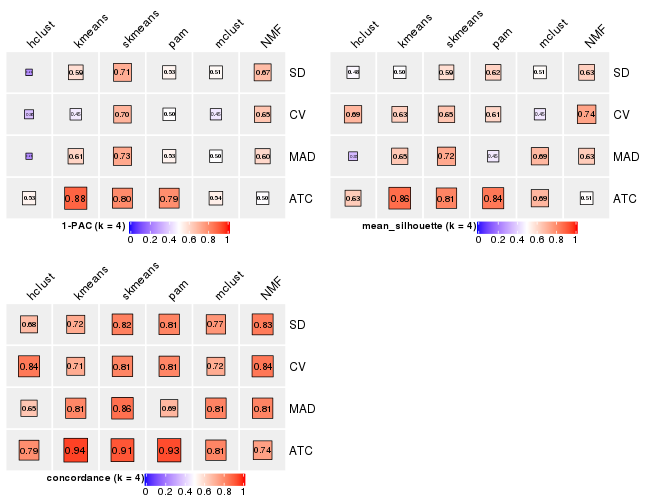 hclust kmeans skmeans pam mclust NMF
0.59 0.71 0.53 0.51 0.67 SD
0.70 0.50 0.65 CV
0.61 0.73 0.53 0.50 0.60 MAD
0.53 0.88 0.80 0.79 0.54 0.50 ATC
1-PAC (k = 4)
0 0.2 0.4 0.6 0.8 1
hclust kmeans skmeans pam mclust NMF
0.48 0.50 0.59 0.62 0.51 0.63 SD
0.69 0.63 0.65 0.61 0.74 CV
0.65 0.72 0.69 0.63 MAD
0.63 0.86 0.81 0.84 0.69 0.51 ATC
mean_silhouette (k = 4)
0 0.2 0.4 0.6 0.8 1
hclust kmeans skmeans pam mclust NMF
0.68 0.72 0.82 0.81 0.77 0.83 SD
0.84 0.71 0.81 0.81 0.72 0.84 CV
0.65 0.81 0.86 0.69 0.81 0.81 MAD
0.79 0.94 0.91 0.93 0.81 0.74 ATC
concordance (k = 4)
0 0.2 0.4 0.6 0.8 1